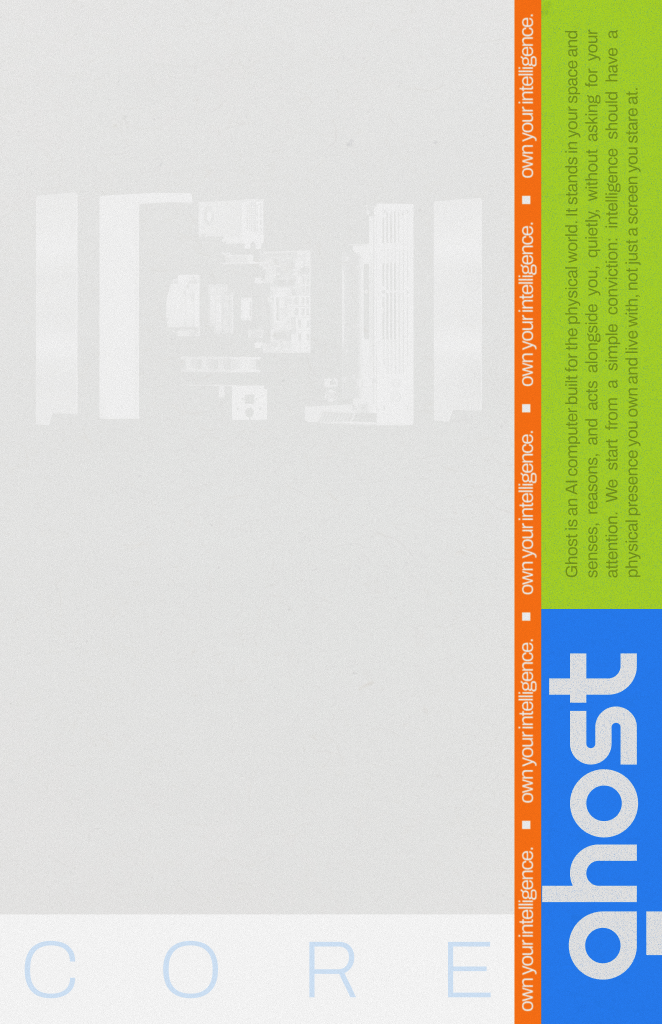 own your intelligence. ■ own your intelligence. ■ own your intelligence. ■ own your intelligence. ■ own your intelligence.
Ghost is an AI computer built for the physical world. It stands in your space and
senses, reasons, and acts alongside you, quietly, without asking for your
attention. We start from a simple conviction: intelligence should have a
physical presence you own and live with, not just a screen you stare at.
ghost
CORE